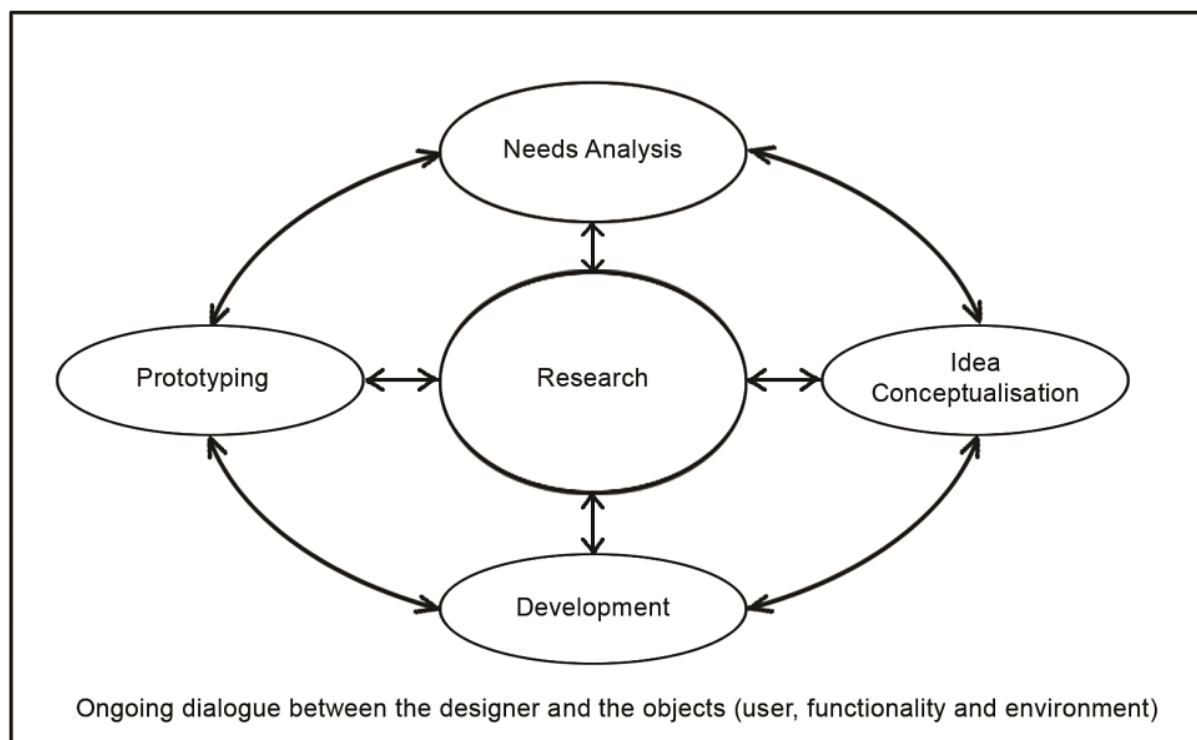 Needs Analysis
Prototyping
Research
Idea
Conceptualisation
Development
Ongoing dialogue between the designer and the objects (user, functionality and environment)